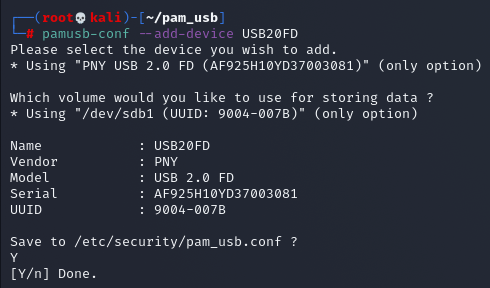 ┌──(root💀kali)-[~/pam_usb]
└─# pamusb-conf --add-device USB20FD
Please select the device you wish to add.
* Using "PNY USB 2.0 FD (AF925H10YD37003081)" (only option)

Which volume would you like to use for storing data ?
* Using "/dev/sdb1 (UUID: 9004-007B)" (only option)

Name            : USB20FD
Vendor          : PNY
Model           : USB 2.0 FD
Serial          : AF925H10YD37003081
UUID            : 9004-007B

Save to /etc/security/pam_usb.conf ?
Y
[Y/n] Done.